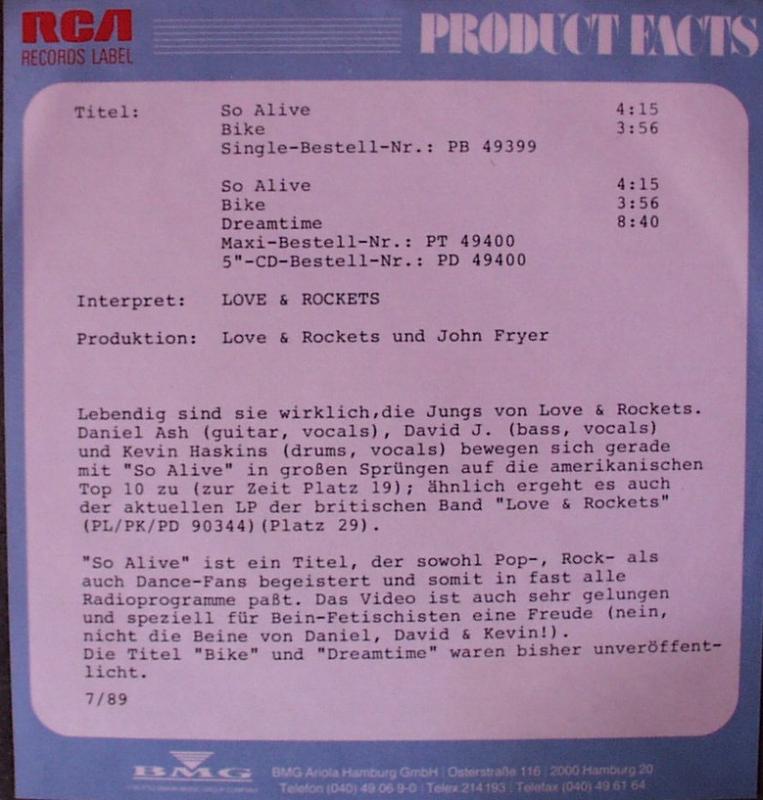 RCA PRODUCT FACTS
RECORDS LABEL
Titel: So Alive 4:15
Bike 3:56
Single-Bestell-Nr.: PB 49399
So Alive 4:15
Bike 3:56
Dreamtime 8:40
Maxi-Bestell-Nr.: PT 49400
5"-CD-Bestell-Nr.: PD 49400
Interpret: LOVE & ROCKETS
Produktion: Love & Rockets und John Fryer
Lebendig sind sie wirklich,die Jungs von Love & Rockets.
Daniel Ash (guitar, vocals), David J. (bass, vocals)
und Kevin Haskins (drums, vocals) bewegen sich gerade
mit "So Alive" in großen Sprüngen auf die amerikanischen
Top 10 zu (zur Zeit Platz 19); ähnlich ergeht es auch
der aktuellen LP der britischen Band "Love & Rockets"
(PL/PK/PD 90344)(Platz 29).
"So Alive" ist ein Titel, der sowohl Pop-, Rock- als
auch Dance-Fans begeistert und somit in fast alle
Radioprogramme paßt. Das Video ist auch sehr gelungen
und speziell für Bein-Fetischisten eine Freude (nein,
nicht die Beine von Daniel, David & Kevin!).
Die Titel "Bike" und "Dreamtime" waren bisher unveröffent-
licht.
7/89
BMG BMG Ariola Hamburg GmbH | Osterstraße 116 | 2000 Hamburg 20
Telefon (040) 49 06 9-0 | Telex 214193 | Telefax (040) 49 61 64